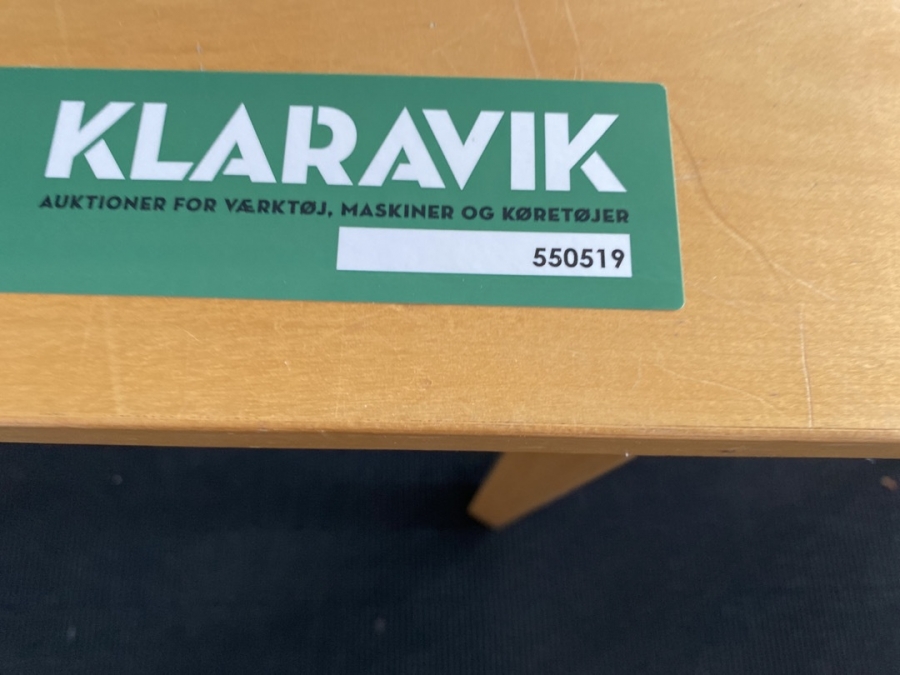 KLARAVIK
AUKTIONER FOR VÆRKTØJ, MASKINER OG KØRETØJER
550519